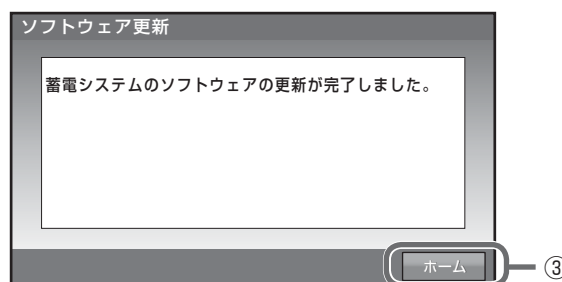 ソフトウェア更新
蓄電システムのソフトウェアの更新が完了しました。
ホーム
③